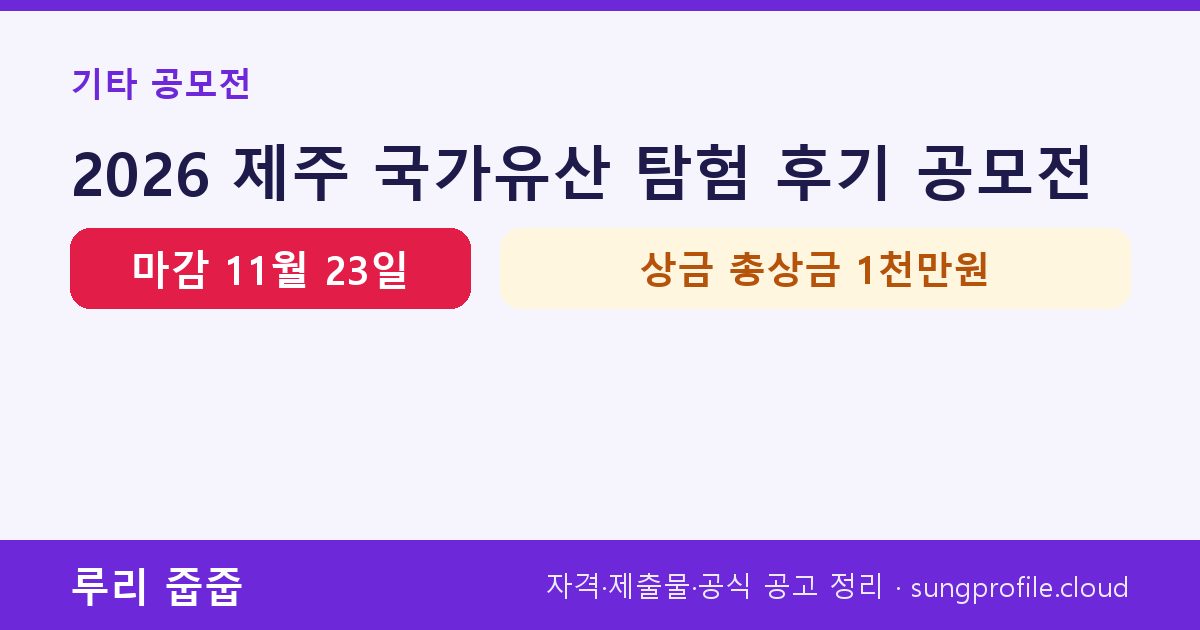 기타 공모전
2026 제주 국가유산 탐험 후기 공모전
마감 11월 23일
상금 총상금 1천만원
루리 줍줍
자격·제출물·공식 공고 정리 · sungprofile.cloud